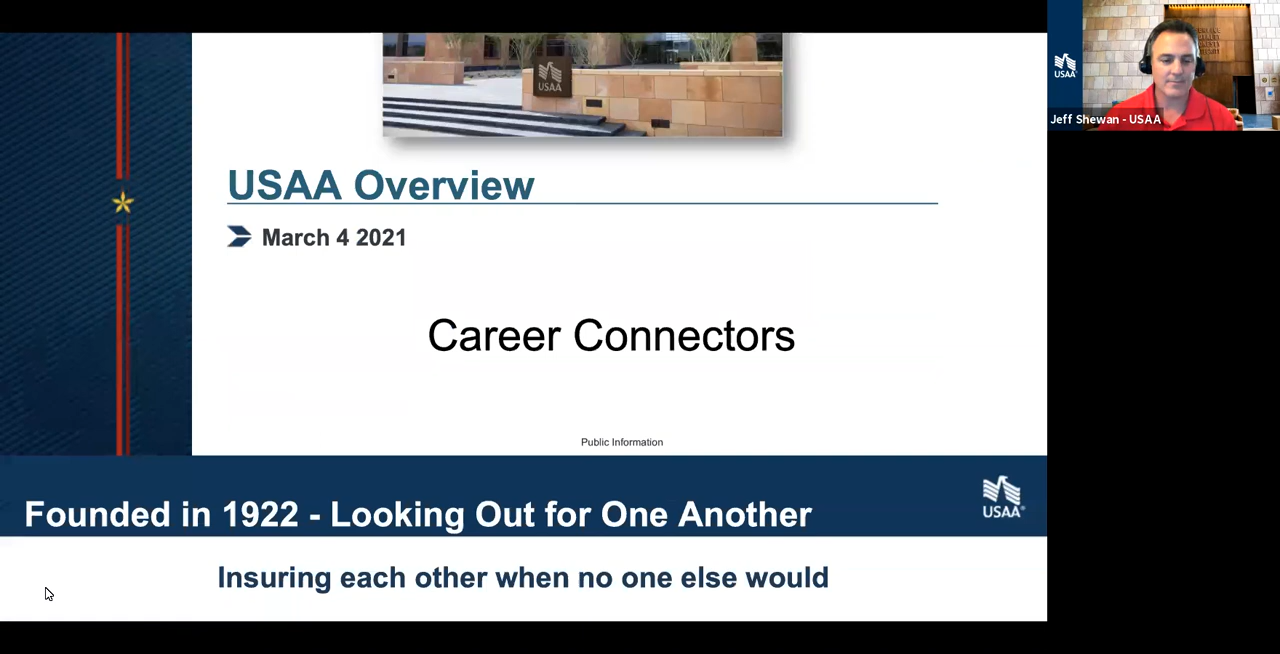 USAA
USAA
Jeff Shewan - USAA
USAA Overview
March 4 2021
Career Connectors
Public Information
Founded in 1922 - Looking Out for One Another
USAA®
Insuring each other when no one else would